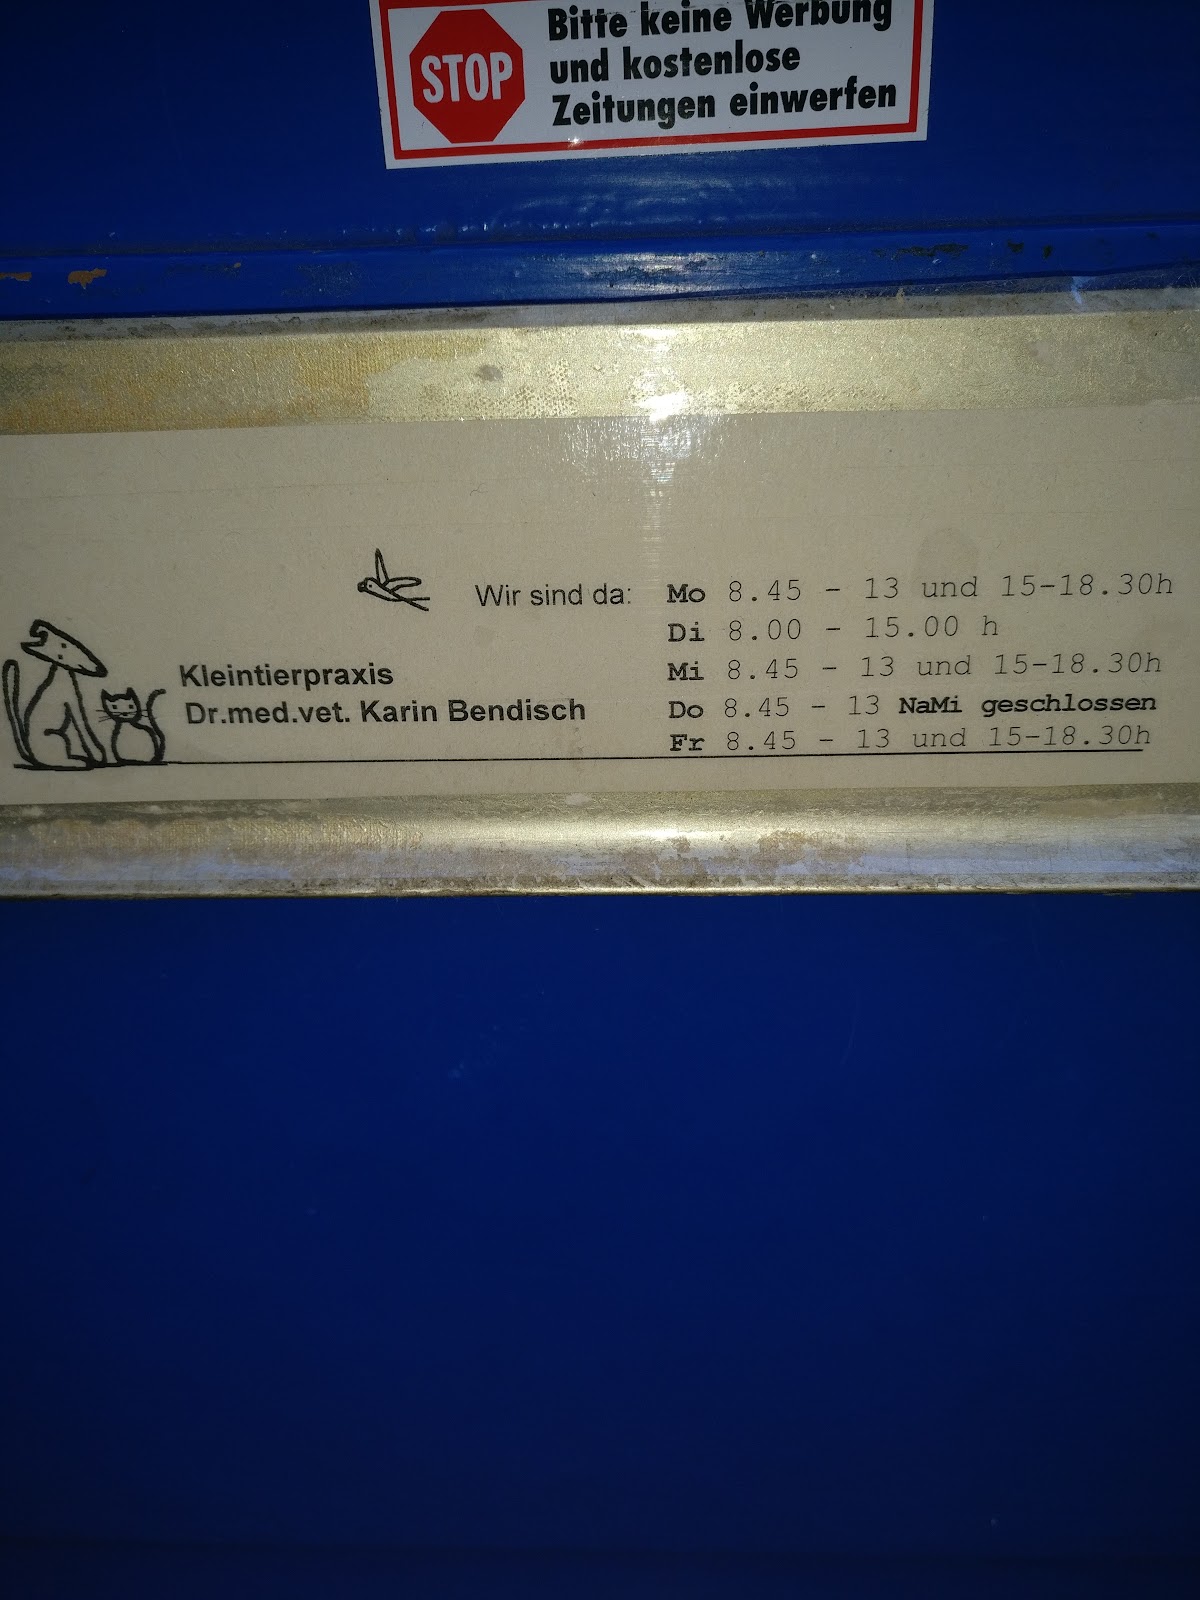 STOP
Bitte keine Werbung
und kostenlose
Zeitungen einwerfen
Wir sind da:
Mo 8.45 - 13 und 15-18.30h
Di 8.00 - 15.00 h
Mi 8.45 - 13 und 15-18.30h
Do 8.45 - 13 NaMi geschlossen
Fr 8.45 - 13 und 15-18.30h
Kleintierpraxis
Dr.med.vet. Karin Bendisch